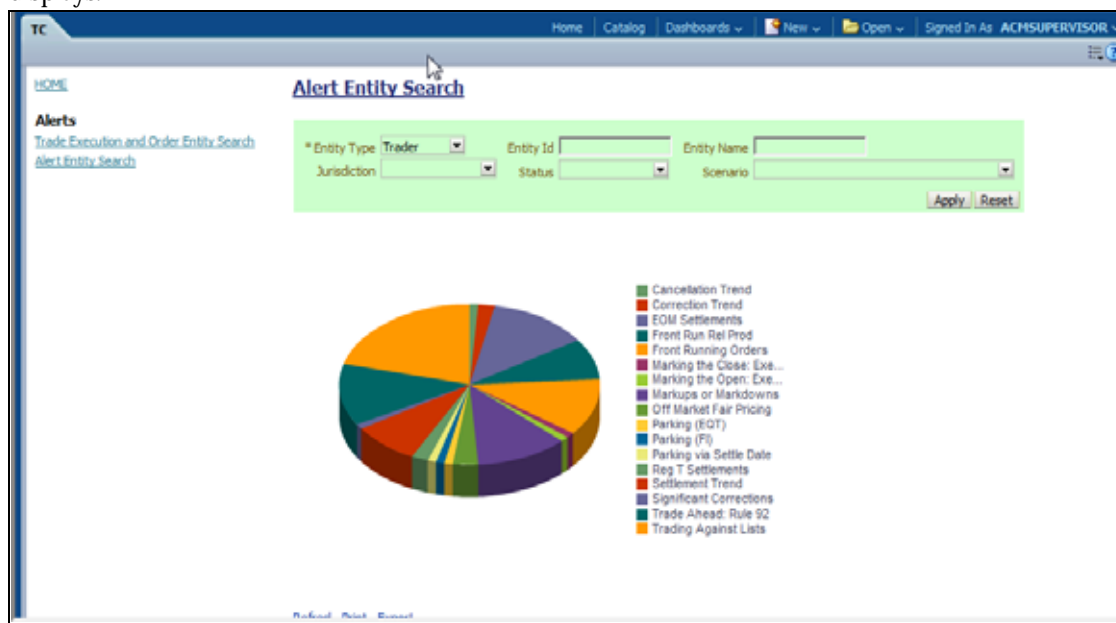 TC
Home Catalog Dashboards New Open Signed In As ACMSUPERVISOR
HOME
Alert Entity Search
Alerts
Trade Execution and Order Entity Search
Alert Entity Search
* Entity Type Trader Entity Id Entity Name
Jurisdiction Status Scenario
Apply Reset
Cancellation Trend
Correction Trend
EOM Settlements
Front Run Rel Prod
Front Running Orders
Marking the Close: Exe...
Marking the Open: Exe...
Markups or Markdowns
Off Market Fair Pricing
Parking (EQT)
Parking (FI)
Parking via Settle Date
Reg T Settlements
Settlement Trend
Significant Corrections
Trade Ahead: Rule 92
Trading Against Lists